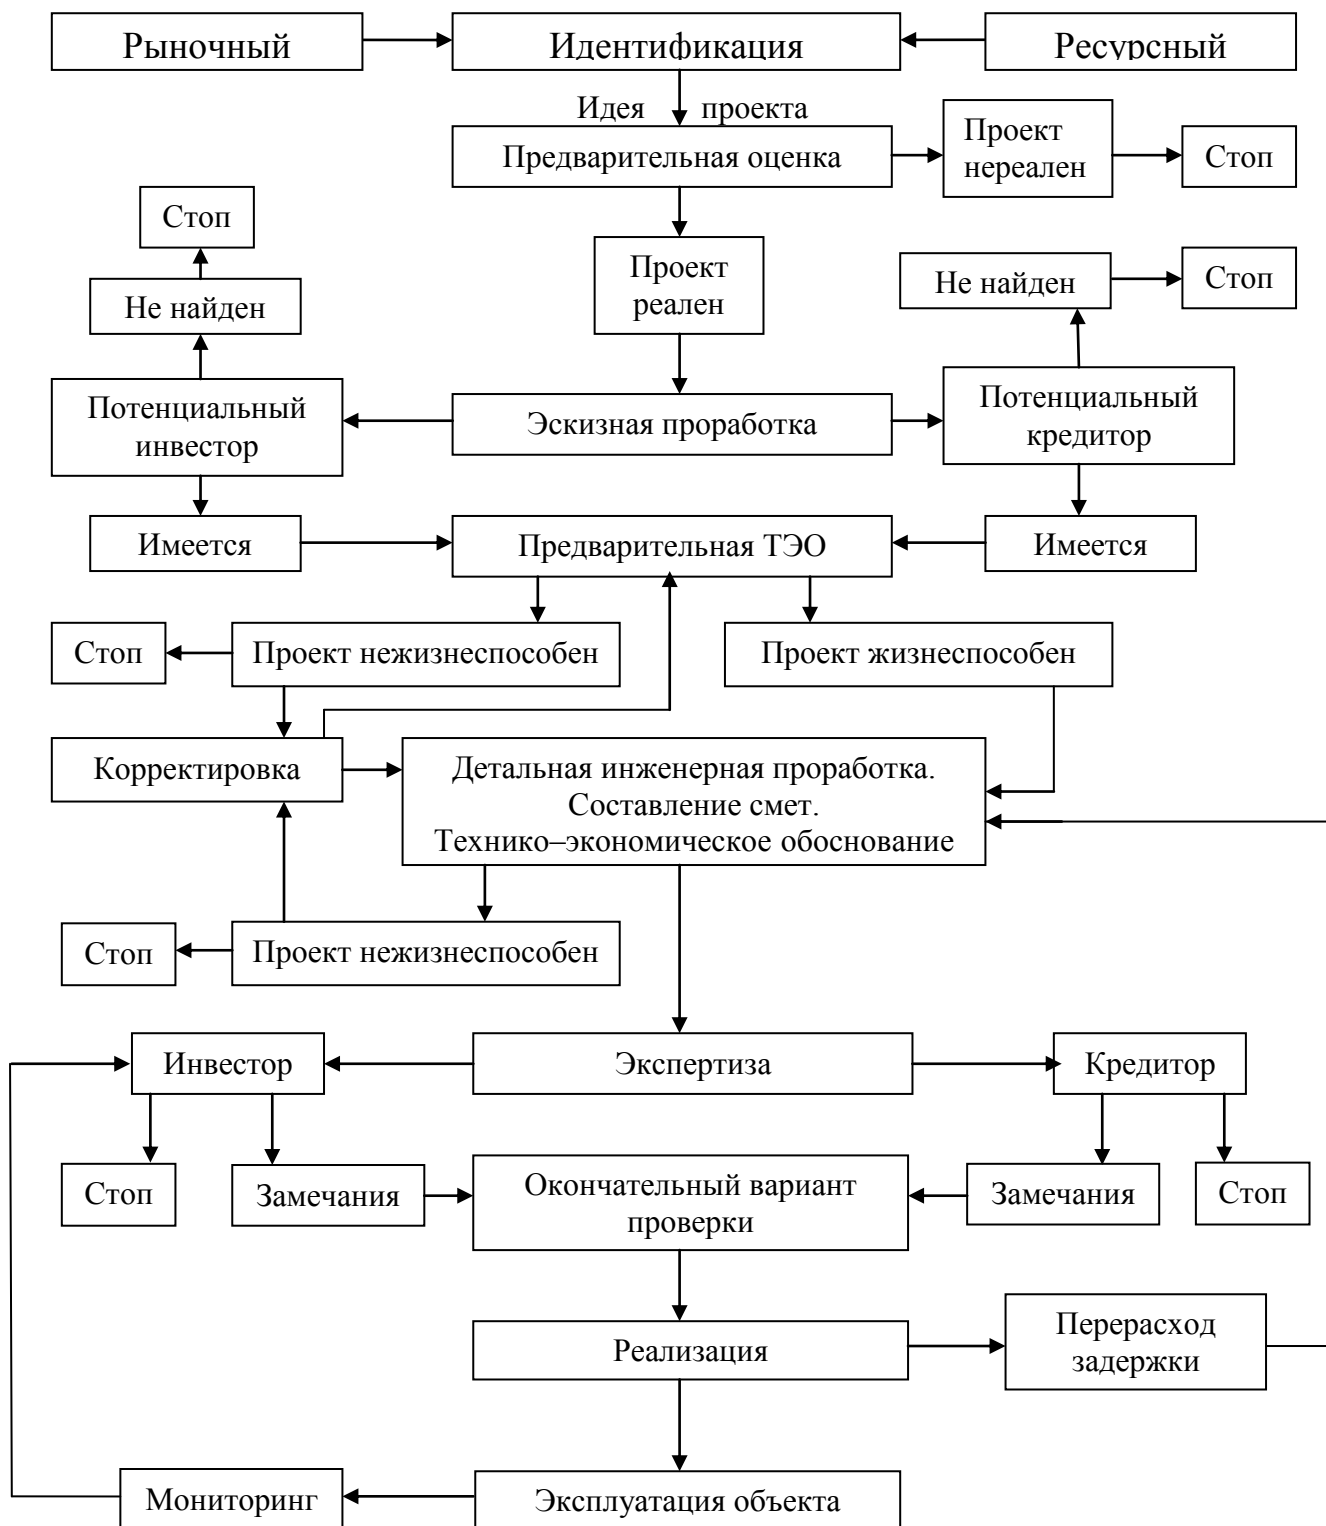 Рыночный
Идентификация
Ресурсный
Идея проекта
Предварительная оценка
Проект
нереален
Стоп
Стоп
Проект
реален
Не найден
Не найден
Стоп
Потенциальный
инвестор
Эскизная проработка
Потенциальный
кредитор
Имеется
Предварительная ТЭО
Имеется
Стоп
Проект нежизнеспособен
Проект жизнеспособен
Корректировка
Детальная инженерная проработка.
Составление смет.
Технико–экономическое обоснование
Стоп
Проект нежизнеспособен
Инвестор
Экспертиза
Кредитор
Стоп
Замечания
Окончательный вариант
проверки
Замечания
Стоп
Реализация
Перерасход
задержки
Мониторинг
Эксплуатация объекта